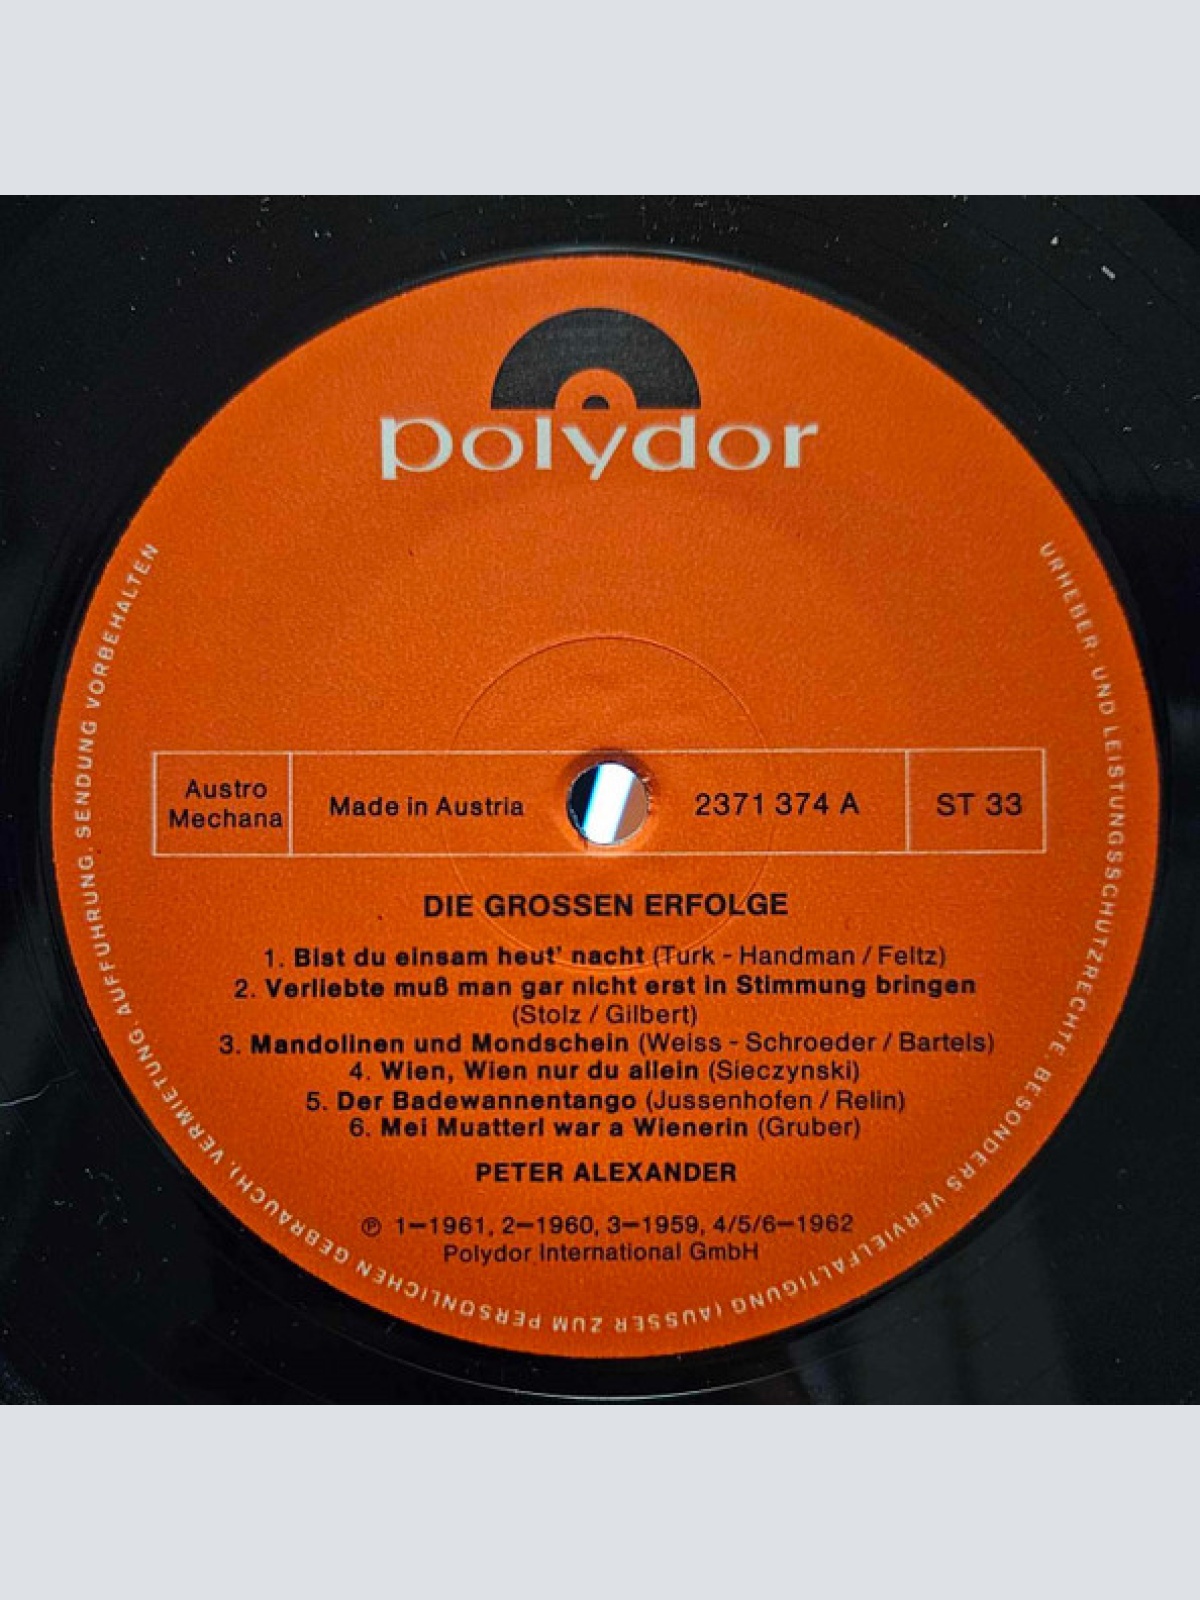 polydor
Austro
Mechana
Made in Austria
2371 374 A
ST 33
DIE GROSSEN ERFOLGE
1. Bist du einsam heut' nacht (Turk - Handman / Feltz)
2. Verliebte muß man gar nicht erst in Stimmung bringen
(Stolz / Gilbert)
3. Mandolinen und Mondschein (Weiss - Schroeder / Bartels)
4. Wien, Wien nur du allein (Sieczynski)
5. Der Badewannentango (Jussenhofen / Relin)
6. Mei Muatterl war a Wienerin (Gruber)
PETER ALEXANDER
℗ 1–1961, 2–1960, 3–1959, 4/5/6–1962
Polydor International GmbH
URHEBER- UND LEISTUNGSSCHUTZRECHTE, BESONDERS VERVIELFÄLTIGUNG (AUSSER ZUM PERSÖNLICHEN GEBRAUCH), VERMIETUNG, AUFFÜHRUNG, SENDUNG VORBEHALTEN